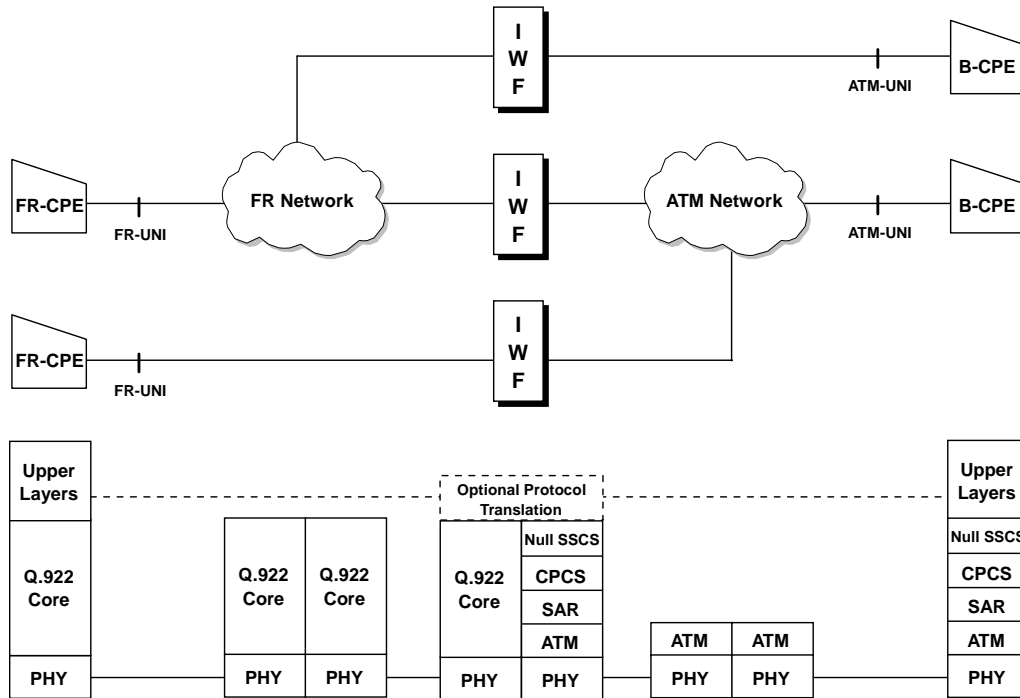 I
W
F
B-CPE
ATM-UNI
FR-CPE
FR-UNI
FR Network
I
W
F
ATM Network
ATM-UNI
B-CPE
FR-CPE
FR-UNI
I
W
F
Upper
Layers
Q.922
Core
PHY
Q.922
Core
PHY
Q.922
Core
PHY
Optional Protocol
Translation
Q.922
Core
PHY
Null SSCS
CPCS
SAR
ATM
PHY
ATM
PHY
ATM
PHY
Upper
Layers
Null SSCS
CPCS
SAR
ATM
PHY